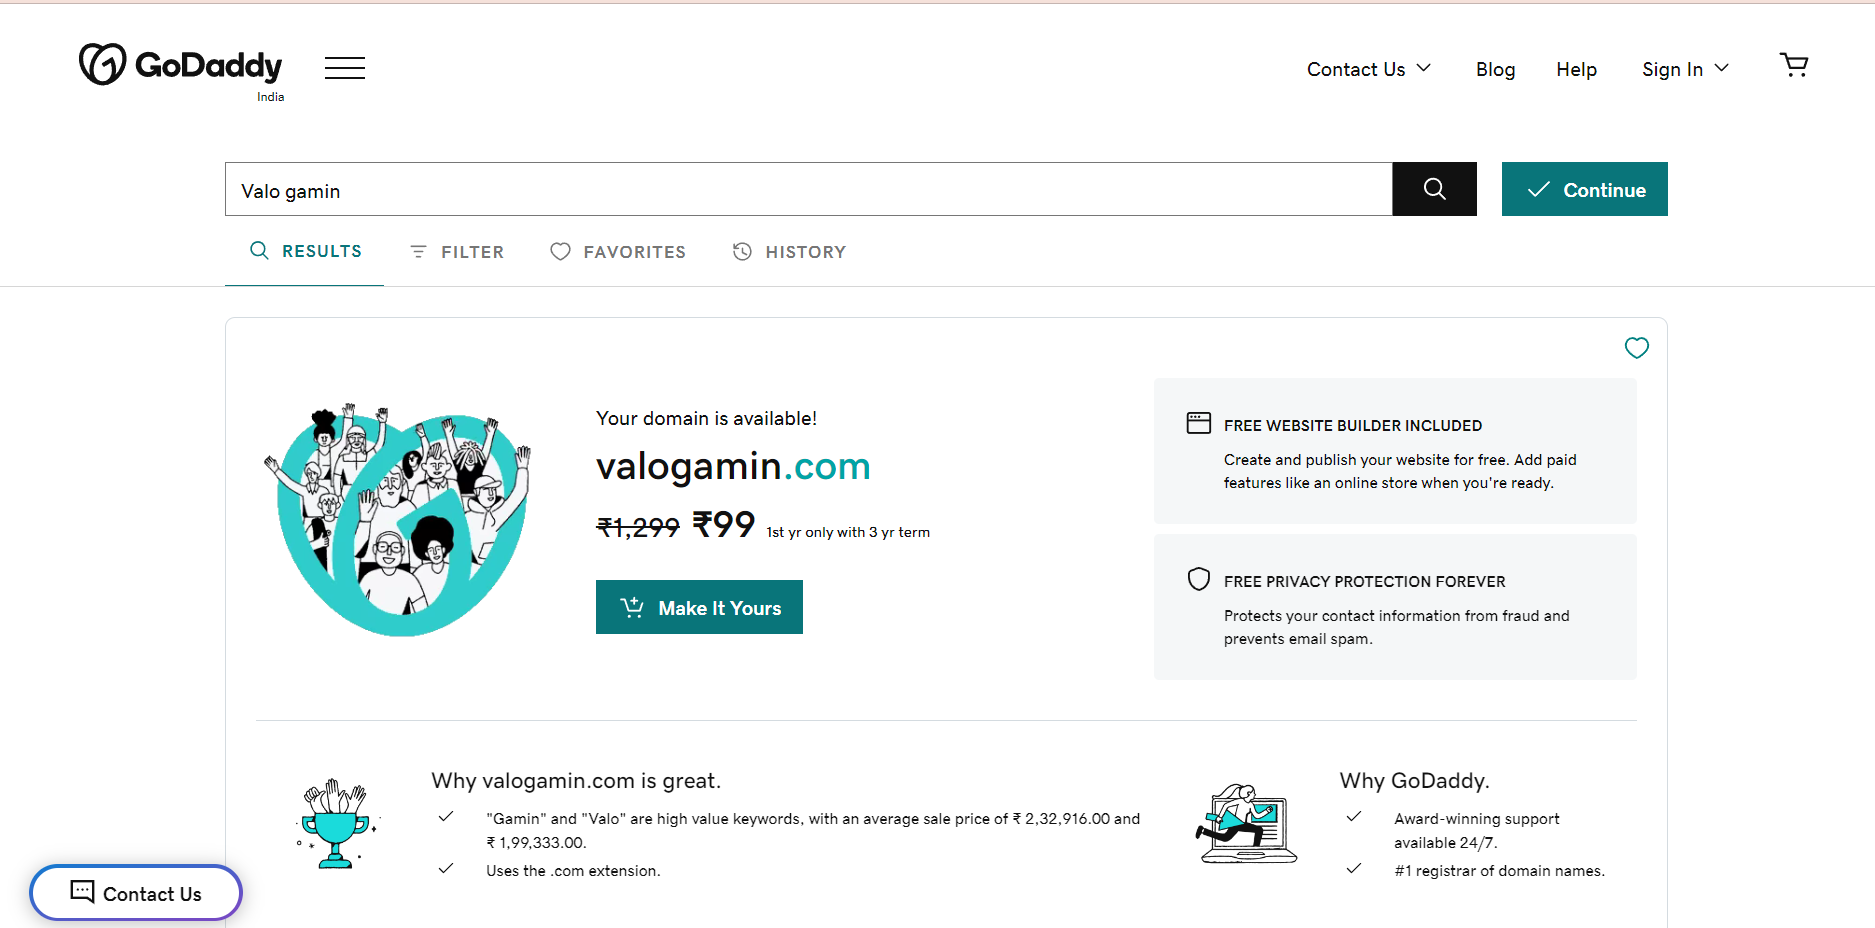 GoDaddy
India
Contact Us
Blog
Help
Sign In
Valo gamin
Continue
RESULTS
FILTER
FAVORITES
HISTORY
Your domain is available!
valogamin.com
₹1,299 ₹99 1st yr only with 3 yr term
Make It Yours
FREE WEBSITE BUILDER INCLUDED
Create and publish your website for free. Add paid
features like an online store when you're ready.
FREE PRIVACY PROTECTION FOREVER
Protects your contact information from fraud and
prevents email spam.
Why valogamin.com is great.
"Gamin" and "Valo" are high value keywords, with an average sale price of ₹ 2,32,916.00 and
₹ 1,99,333.00.
Uses the .com extension.
Why GoDaddy.
Award-winning support
available 24/7.
#1 registrar of domain names.
Contact Us